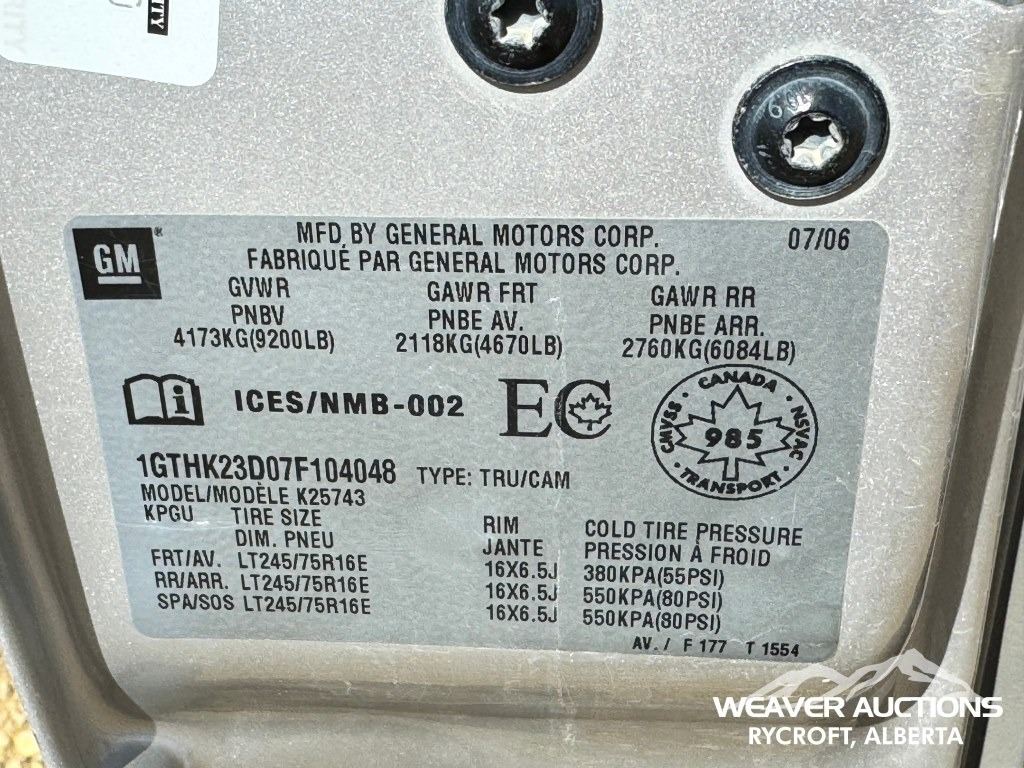 ITY
MFD. BY GENERAL MOTORS CORP. 07/06
GM
FABRIQUÉ PAR GENERAL MOTORS CORP.
GVWR GAWR FRT GAWR RR
PNBV PNBE AV. PNBE ARR.
4173KG(9200LB) 2118KG(4670LB) 2760KG(6084LB)
i ICES/NMB-002 EC
CANADA
CMVSS 985 NSVAC
TRANSPORT
1GTHK23D07F104048 TYPE: TRU/CAM
MODEL/MODÈLE K25743
KPGU TIRE SIZE RIM COLD TIRE PRESSURE
DIM. PNEU JANTE PRESSION À FROID
FRT/AV. LT245/75R16E 16X6.5J 380KPA(55PSI)
RR/ARR. LT245/75R16E 16X6.5J 550KPA(80PSI)
SPA/SOS LT245/75R16E 16X6.5J 550KPA(80PSI)
AV. / F 177 T 1554
WEAVER AUCTIONS
RYCROFT, ALBERTA